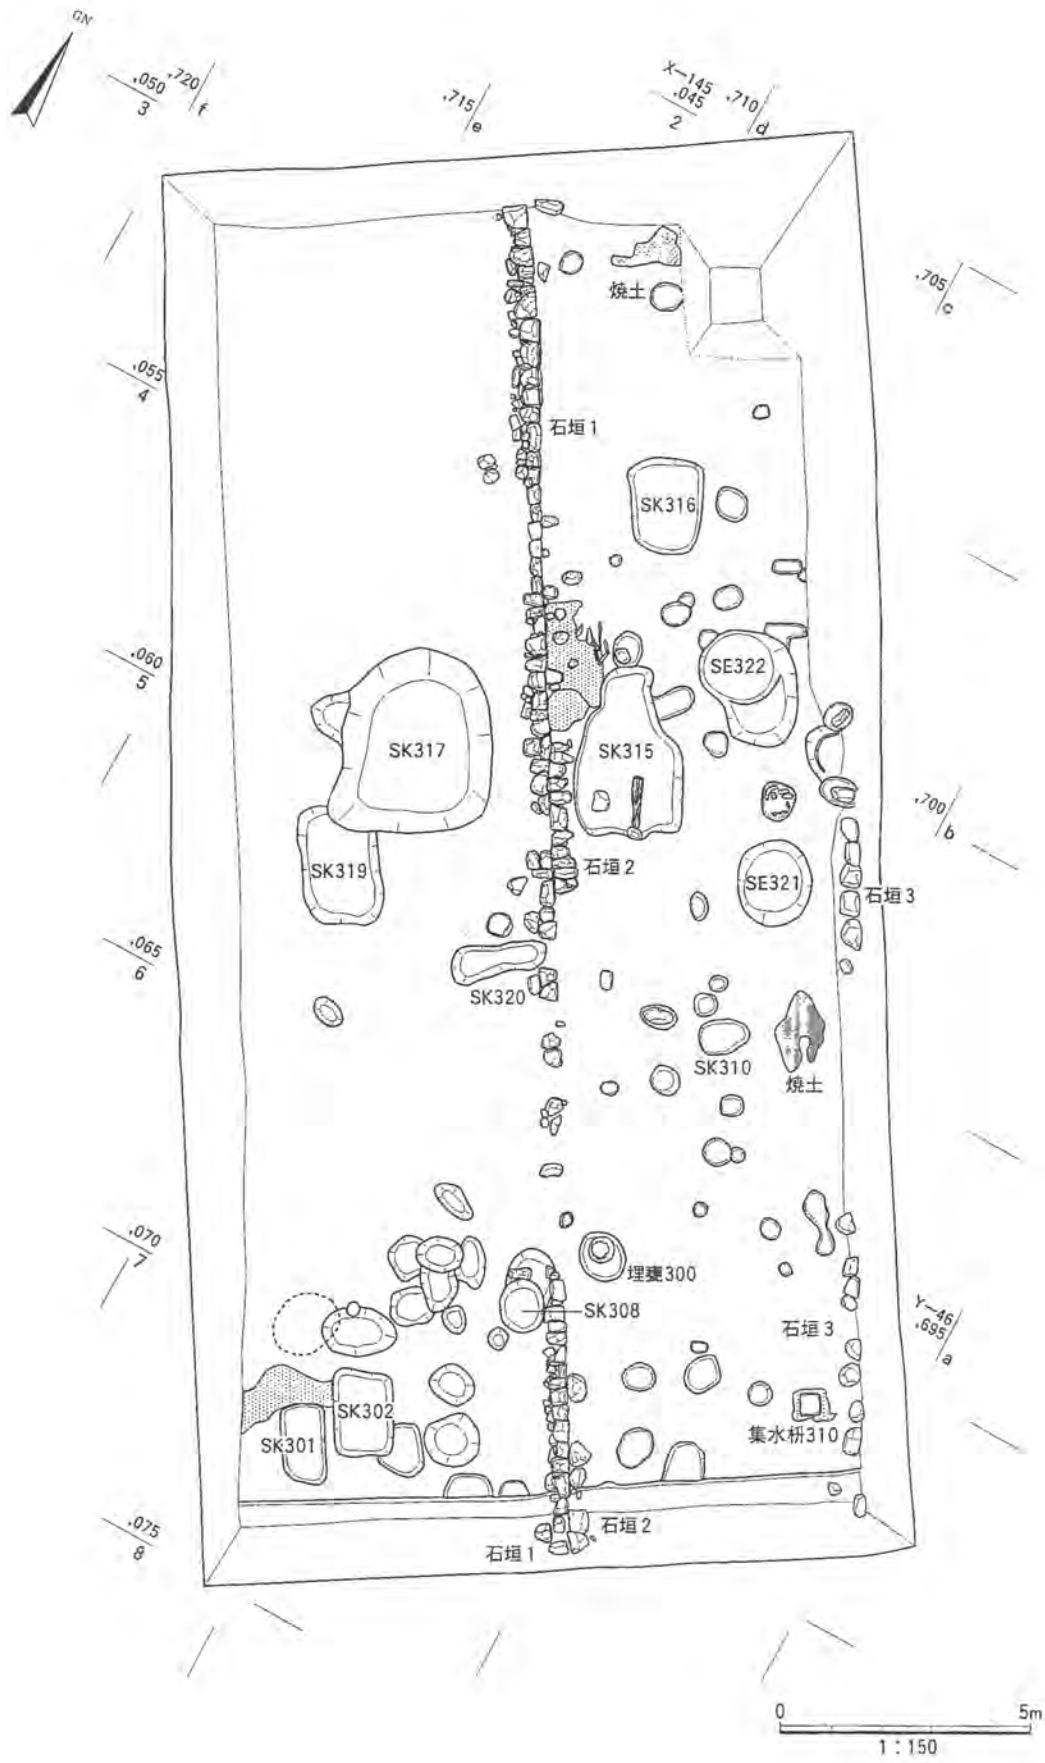 GN
.050
3
.720
f
.715
e
X-145
.045
2
.710
d
焼土
.705
c
.055
4
石垣1
SK316
.060
5
SE322
SK317
SK315
.700
b
石垣2
SK319
SE321
石垣3
.065
6
SK320
SK310
焼土
.070
7
埋甕300
SK308
石垣3
Y-46
.695
a
SK302
集水枡310
SK301
.075
8
石垣2
石垣1
0 5m
1:150